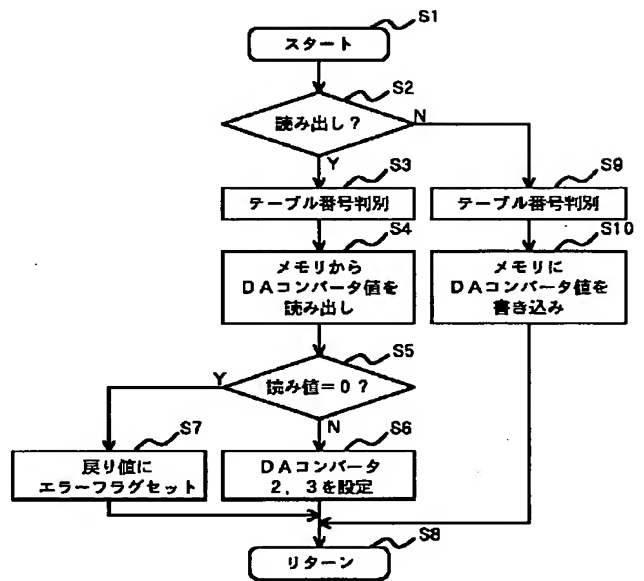 S1
スタート
S2
読み出し?
N
Y
S3
テーブル番号判別
S9
テーブル番号判別
S4
メモリから
DAコンバータ値を
読み出し
S10
メモリに
DAコンバータ値を
書き込み
S5
読み値=0?
Y
N
S7
戻り値に
エラーフラグセット
S6
DAコンバータ
2,3を設定
S8
リターン